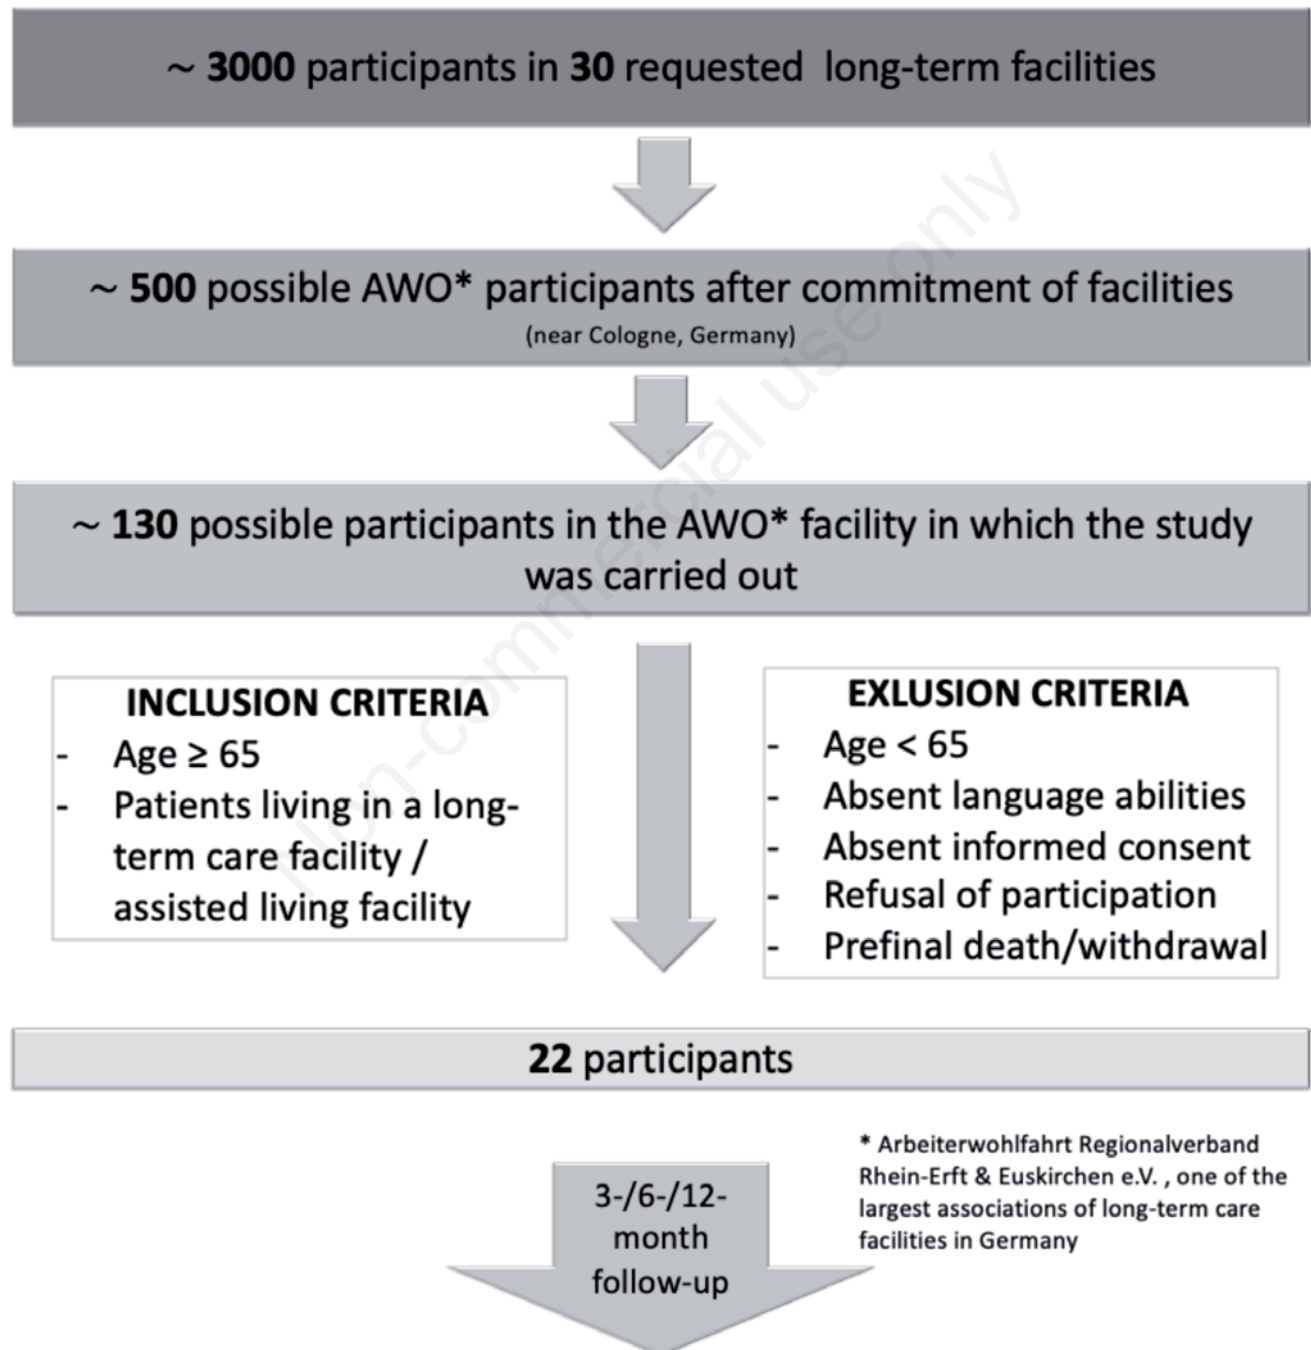 ~ 3000 participants in 30 requested long-term facilities
~ 500 possible AWO* participants after commitment of facilities
(near Cologne, Germany)
~ 130 possible participants in the AWO* facility in which the study
was carried out
INCLUSION CRITERIA
- Age ≥ 65
- Patients living in a long-
term care facility /
assisted living facility
EXLUSION CRITERIA
- Age < 65
- Absent language abilities
- Absent informed consent
- Refusal of participation
- Prefinal death/withdrawal
22 participants
3-/6-/12-
month
follow-up
* Arbeiterwohlfahrt Regionalverband
Rhein-Erft & Euskirchen e.V. , one of the
largest associations of long-term care
facilities in Germany
Non-commercial use only